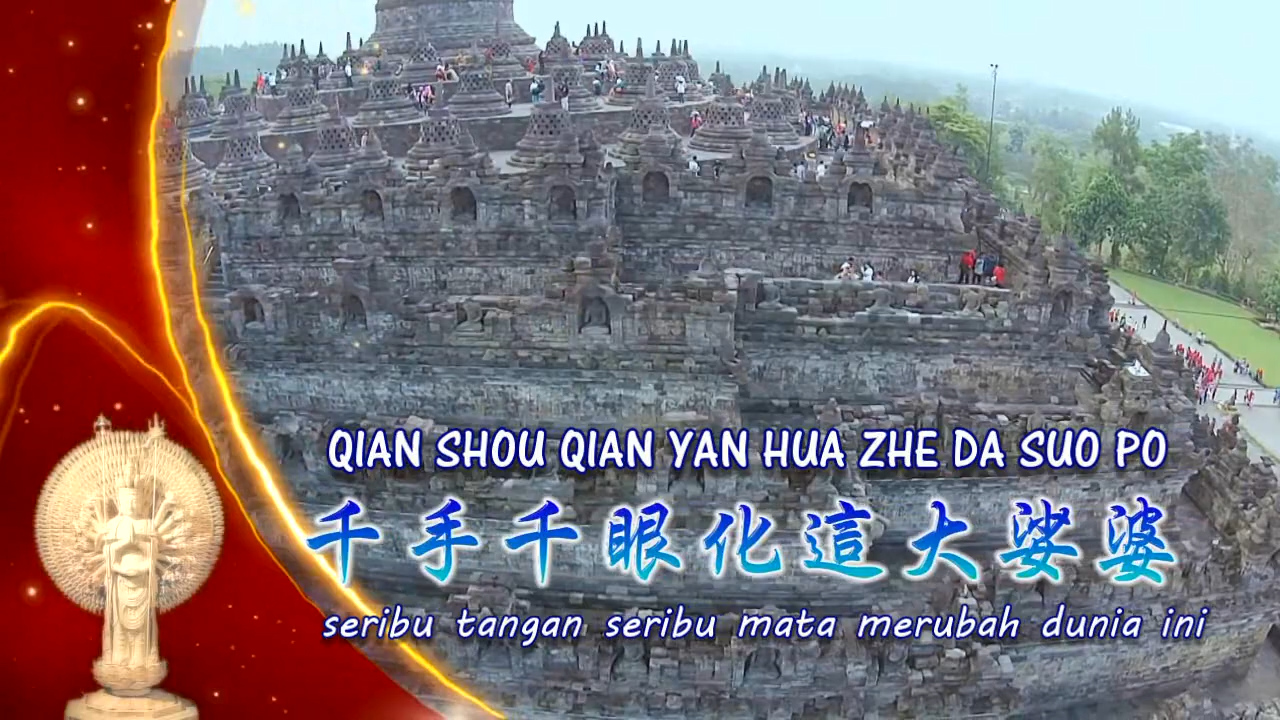 QIAN SHOU QIAN YAN HUA ZHE DA SUO PO
千手千眼化這大娑婆
seribu tangan seribu mata merubah dunia ini